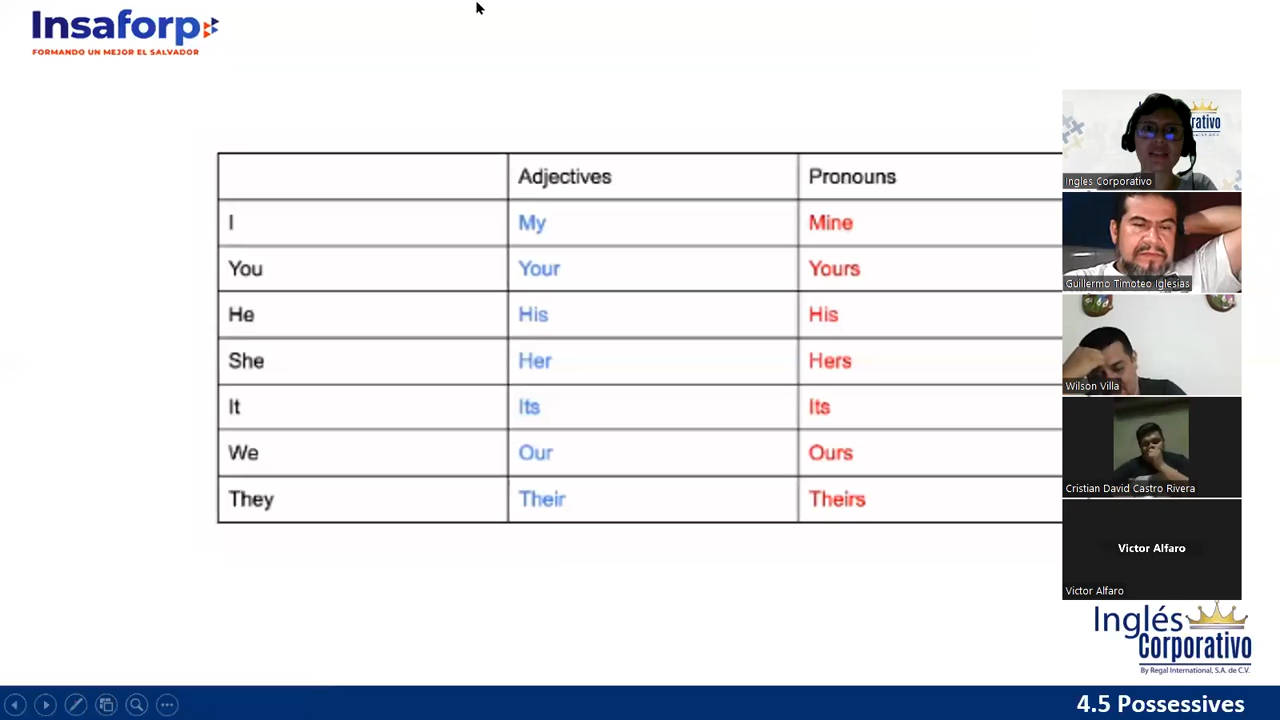 Insaforp
FORMANDO UN MEJOR EL SALVADOR
Adjectives Pronouns
I My Mine
You Your Yours
He His His
She Her Hers
It Its Its
We Our Ours
They Their Theirs
rativo
Inglés Corporativo
Guillermo Timoteo Iglesias
Wilson Villa
Cristian David Castro Rivera
Victor Alfaro
Victor Alfaro
Inglés
Corporativo
By Regal International, S.A. de C.V.
4.5 Possessives